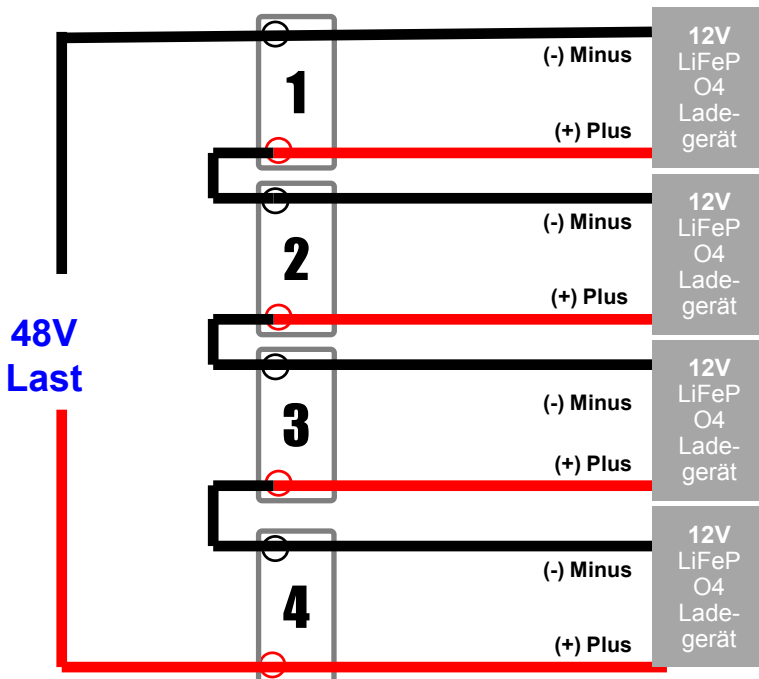 (-) Minus
1
(+) Plus
12V
LiFeP
O4
Lade-
gerät
(-) Minus
2
(+) Plus
12V
LiFeP
O4
Lade-
gerät
48V
Last
(-) Minus
3
(+) Plus
12V
LiFeP
O4
Lade-
gerät
(-) Minus
4
(+) Plus
12V
LiFeP
O4
Lade-
gerät